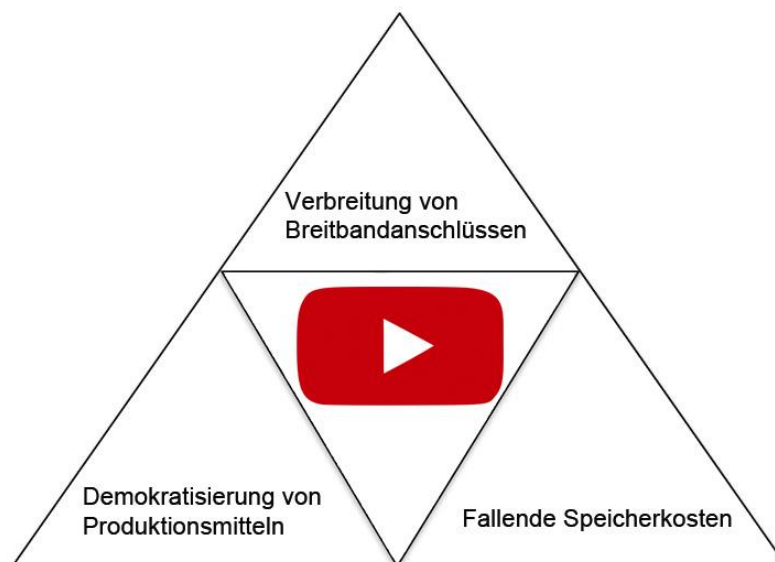 Verbreitung von
Breitbandanschlüssen
Demokratisierung von
Produktionsmitteln
Fallende Speicherkosten